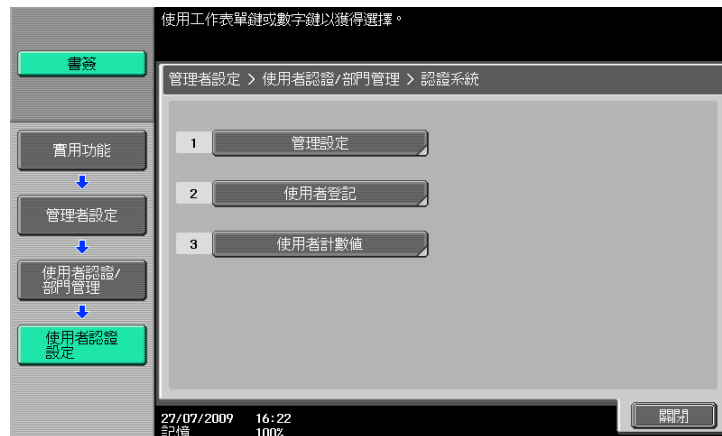 使用工作表單鍵或數字鍵以獲得選擇。
書簽
管理者設定 > 使用者認證/部門管理 > 認證系統
1 管理設定
實用功能
2 使用者登記
管理者設定
3 使用者計數值
使用者認證/
部門管理
使用者認證
設定
27/07/2009 16:22
記憶 100%
關閉